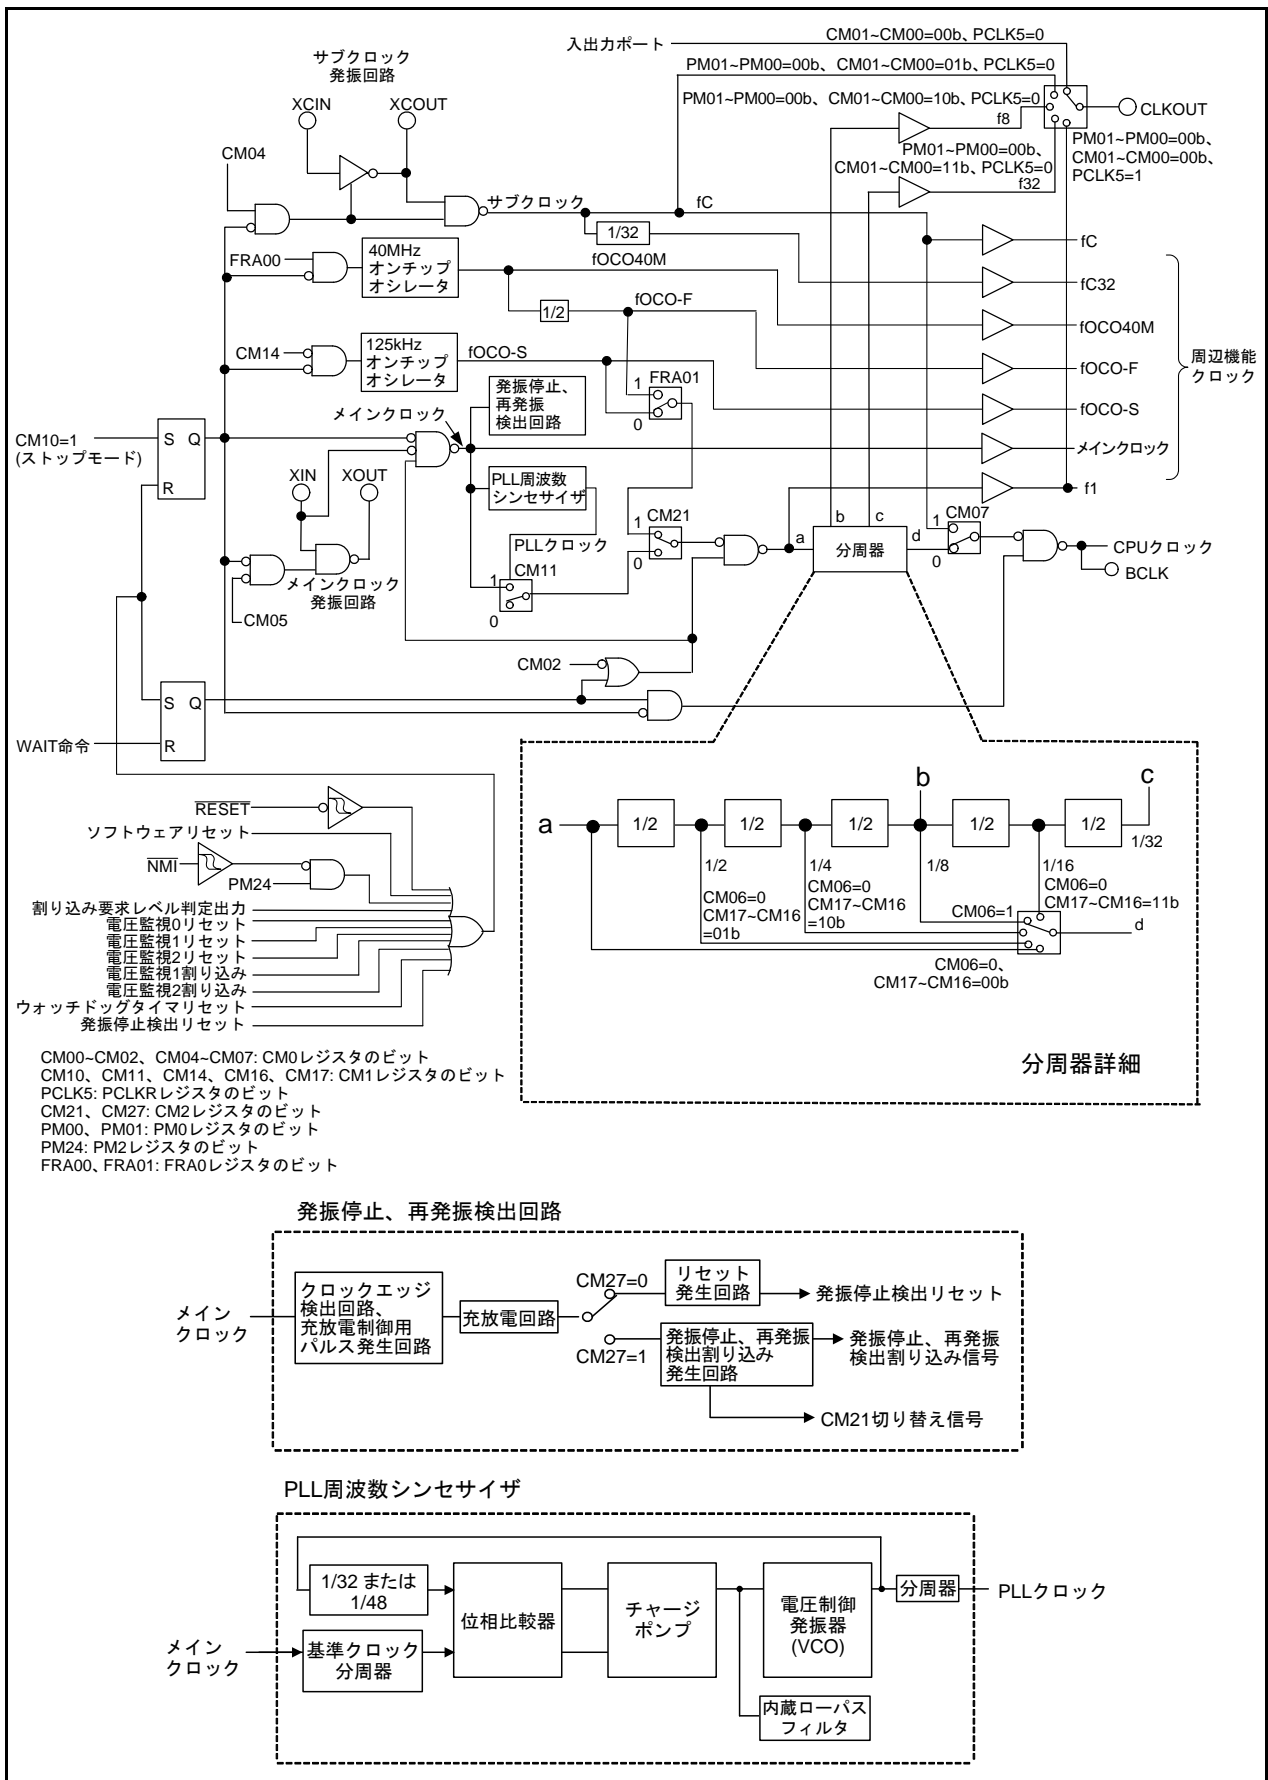 入出力ポート
CM01~CM00=00b、PCLK5=0
サブクロック
発振回路
PM01~PM00=00b、CM01~CM00=01b、PCLK5=0
XCIN
XCOUT
PM01~PM00=00b、CM01~CM00=10b、PCLK5=0
f8
CLKOUT
CM04
PM01~PM00=00b、
CM01~CM00=11b、PCLK5=0
f32
PM01~PM00=00b、
CM01~CM00=00b、
PCLK5=1
サブクロック
fC
1/32
fC
FRA00
40MHz
オンチップ
オシレータ
fOCO40M
fC32
1/2
fOCO-F
fOCO40M
CM14
125kHz
オンチップ
オシレータ
fOCO-S
FRA01
1
0
fOCO-F
周辺機能
クロック
発振停止、
再発振
検出回路
fOCO-S
メインクロック
CM10=1
(ストップモード)
S
Q
R
メインクロック
XIN
XOUT
PLL周波数
シンセサイザ
f1
CM21
1
0
b
c
CM07
1
0
PLLクロック
CM11
1
0
a
分周器
d
CPUクロック
BCLK
メインクロック
発振回路
CM05
CM02
S
Q
R
WAIT命令
RESET
ソフトウェアリセット
NMI
PM24
割り込み要求レベル判定出力
電圧監視0リセット
電圧監視1リセット
電圧監視2リセット
電圧監視1割り込み
電圧監視2割り込み
ウォッチドッグタイマリセット
発振停止検出リセット
b
c
a
1/2
1/2
1/2
1/2
1/2
1/32
1/2
1/4
1/8
1/16
CM06=0
CM17~CM16
=01b
CM06=0
CM17~CM16
=10b
CM06=1
CM06=0
CM17~CM16=11b
d
CM06=0、
CM17~CM16=00b
分周器詳細
CM00~CM02、CM04~CM07: CM0レジスタのビット
CM10、CM11、CM14、CM16、CM17: CM1レジスタのビット
PCLK5: PCLKRレジスタのビット
CM21、CM27: CM2レジスタのビット
PM00、PM01: PM0レジスタのビット
PM24: PM2レジスタのビット
FRA00、FRA01: FRA0レジスタのビット
発振停止、再発振検出回路
メイン
クロック
クロックエッジ
検出回路、
充放電制御用
パルス発生回路
充放電回路
CM27=0
リセット
発生回路
発振停止検出リセット
CM27=1
発振停止、再発振
検出割り込み
発生回路
発振停止、再発振
検出割り込み信号
CM21切り替え信号
PLL周波数シンセサイザ
1/32 または
1/48
位相比較器
チャージ
ポンプ
電圧制御
発振器
(VCO)
分周器
PLLクロック
メイン
クロック
基準クロック
分周器
内蔵ローパス
フィルタ